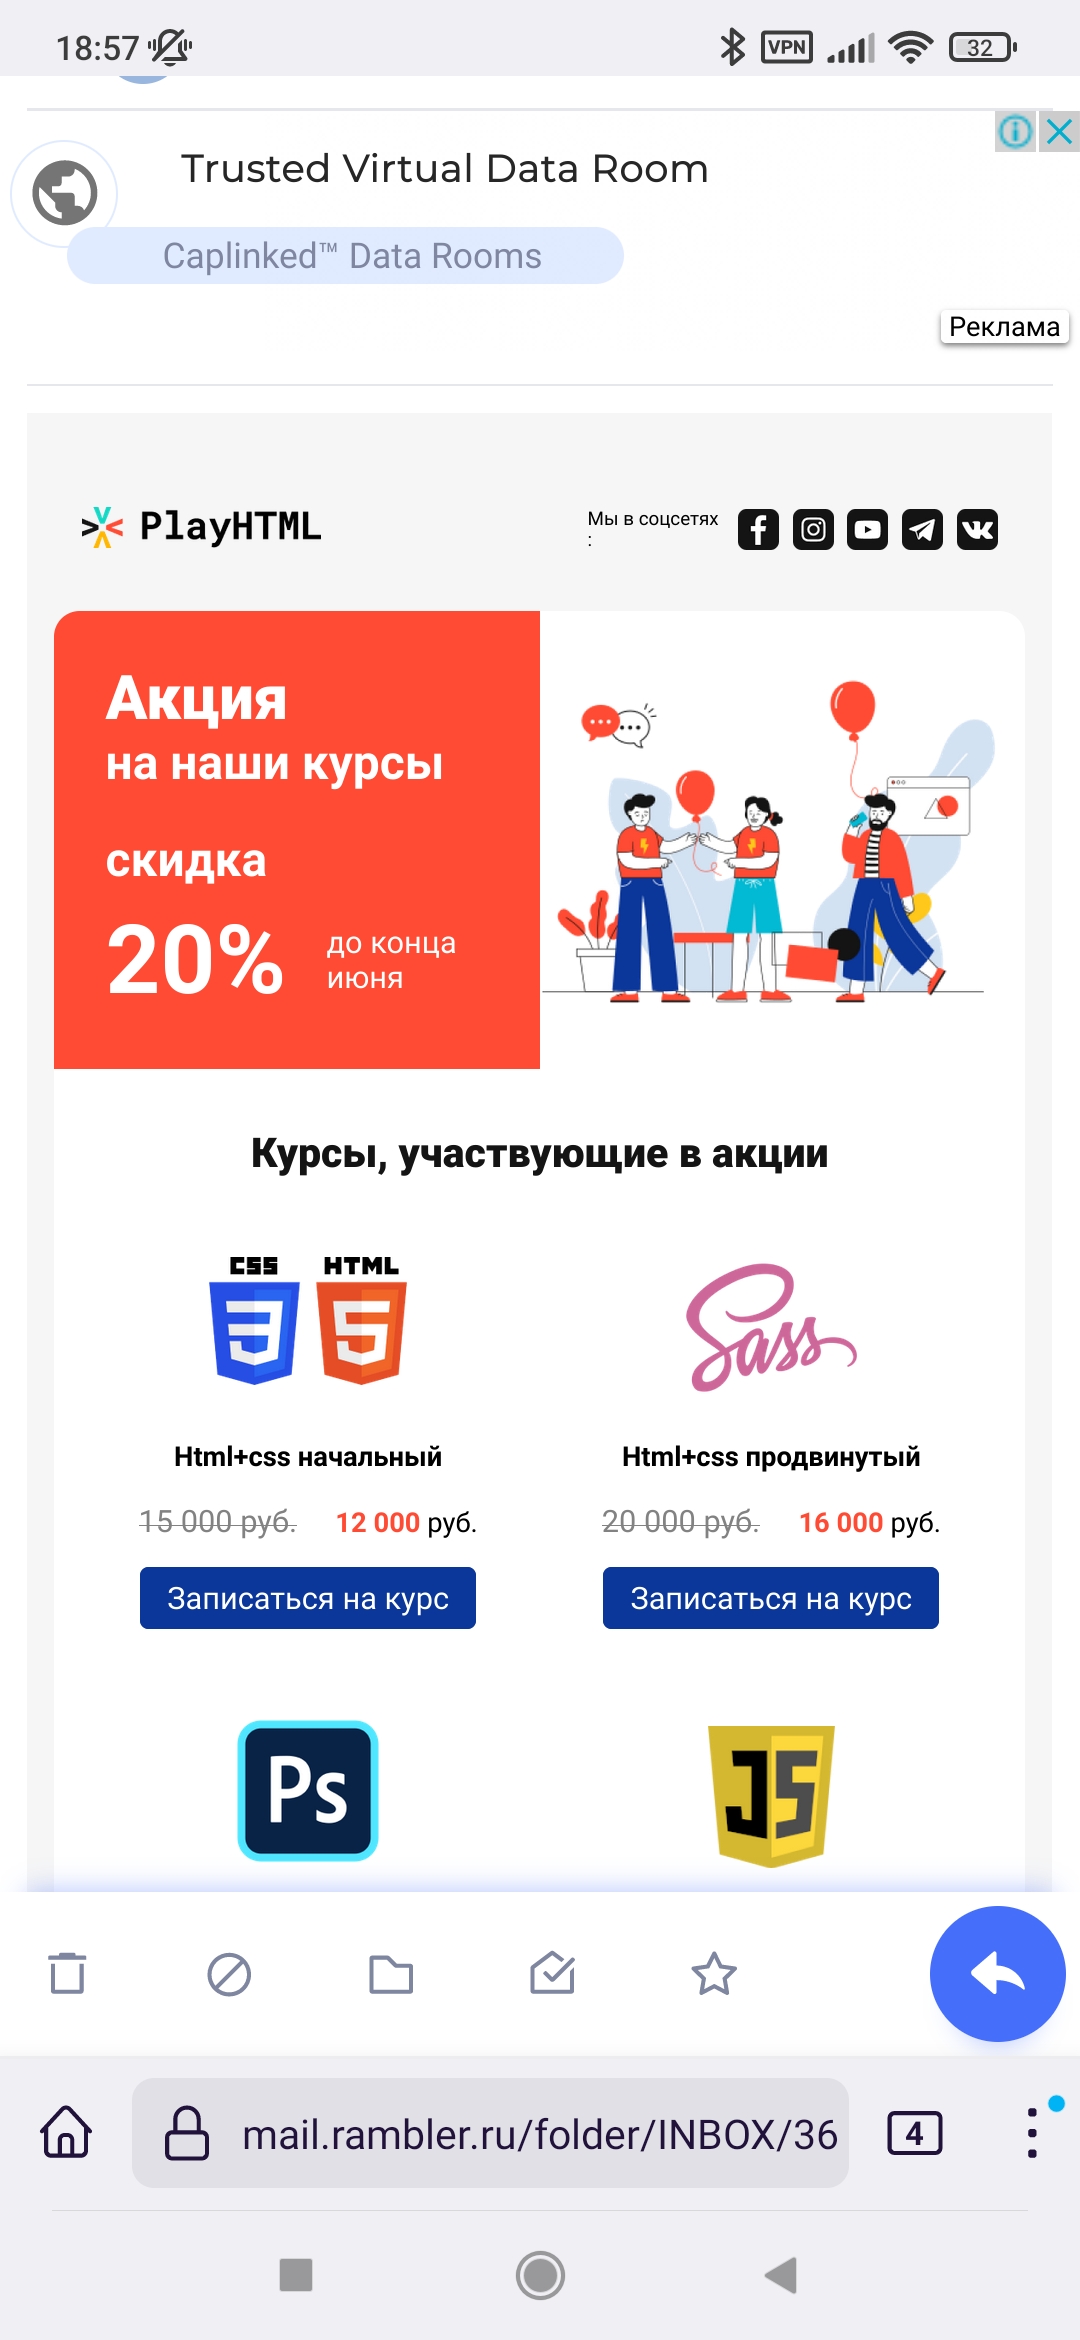 18:57 VPN 32
Trusted Virtual Data Room
Caplinked™ Data Rooms
Реклама
PlayHTML
Мы в соцсетях
:
Акция
на наши курсы
скидка
20% до конца
июня
Курсы, участвующие в акции
CSS HTML
Sass
Html+css начальный
Html+css продвинутый
15 000 руб. 12 000 руб.
20 000 руб. 16 000 руб.
Записаться на курс
Записаться на курс
Ps
JS
mail.rambler.ru/folder/INBOX/36
4